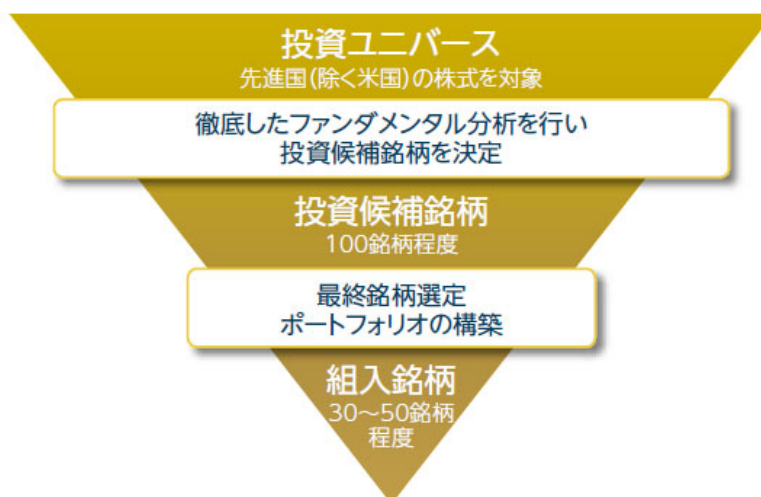 投資ユニバース
先進国(除く米国)の株式を対象
徹底したファンダメンタル分析を行い
投資候補銘柄を決定
投資候補銘柄
100銘柄程度
最終銘柄選定
ポートフォリオの構築
組入銘柄
30～50銘柄
程度